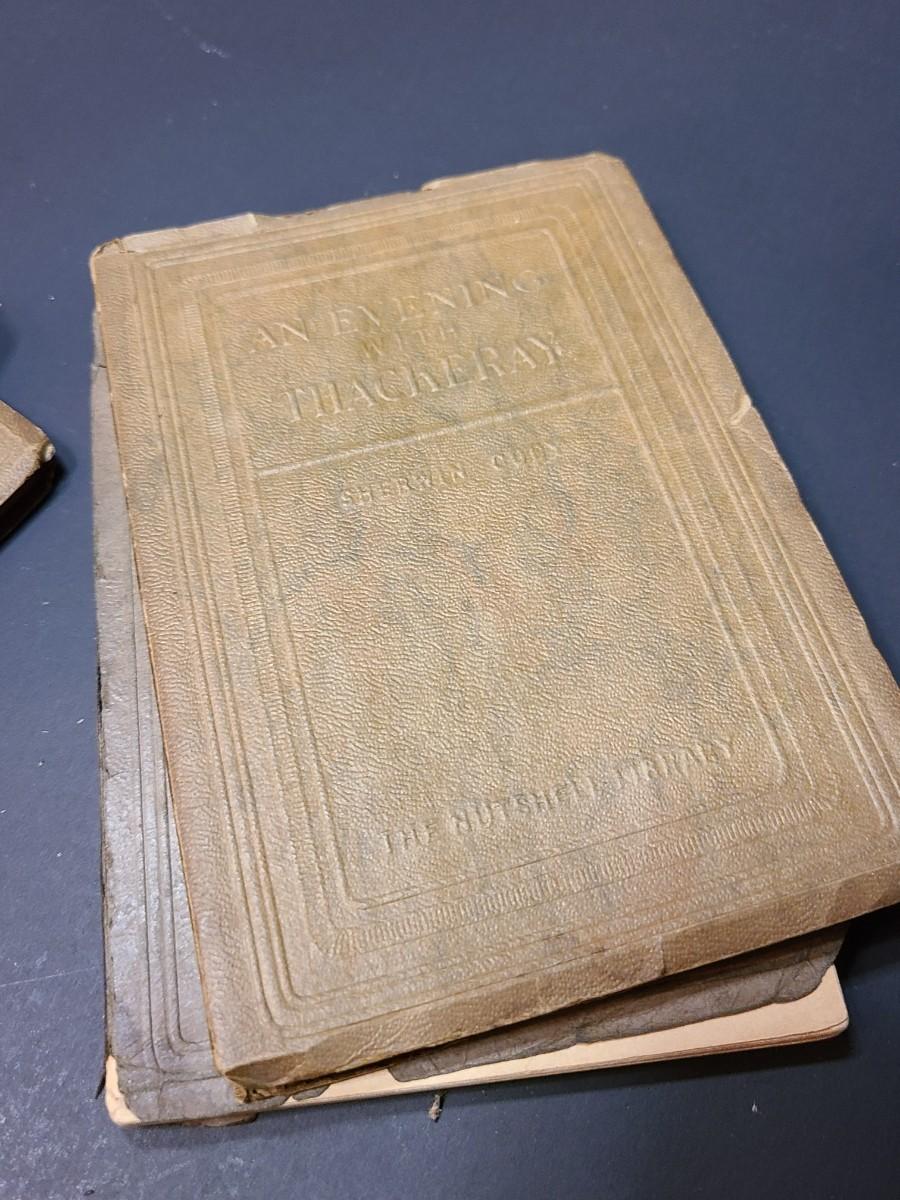 AN EVENING
WITH
THACKERAY
SHERWIN CODY
THE NUTSHELL LIBRARY